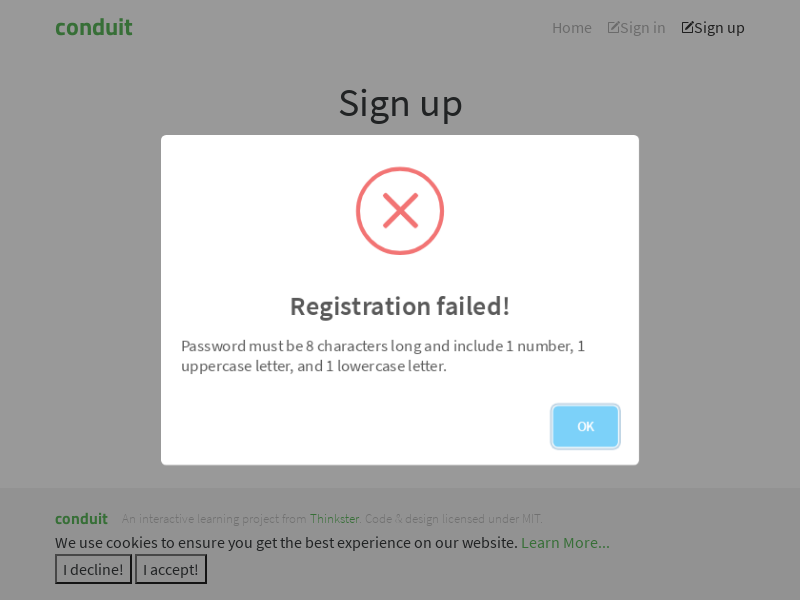 conduit
Home Sign in Sign up
Sign up
Registration failed!
Password must be 8 characters long and include 1 number, 1
uppercase letter, and 1 lowercase letter.
OK
conduit An interactive learning project from Thinkster. Code & design licensed under MIT.
We use cookies to ensure you get the best experience on our website. Learn More...
I decline! I accept!